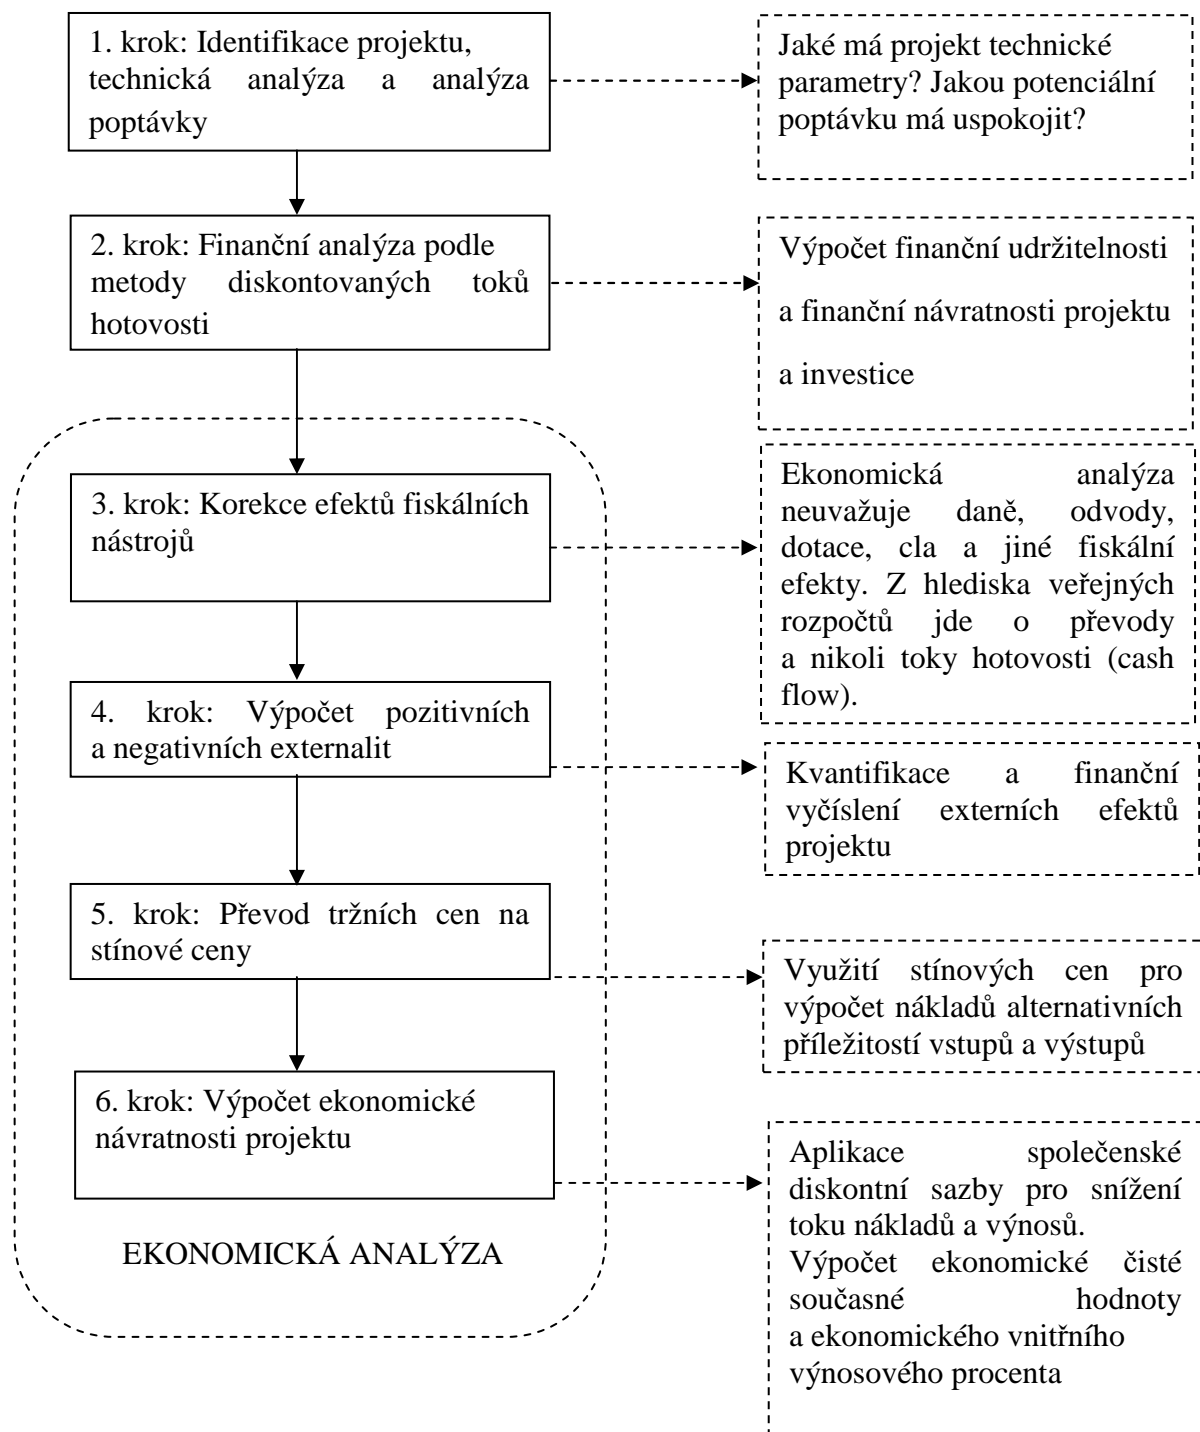 1. krok: Identifikace projektu,
technická analýza a analýza
poptávky
Jaké má projekt technické
parametry? Jakou potenciální
poptávku má uspokojit?
2. krok: Finanční analýza podle
metody diskontovaných toků
hotovosti
Výpočet finanční udržitelnosti
a finanční návratnosti projektu
a investice
3. krok: Korekce efektů fiskálních
nástrojů
Ekonomická analýza
neuvažuje daně, odvody,
dotace, cla a jiné fiskální
efekty. Z hlediska veřejných
rozpočtů jde o převody
a nikoli toky hotovosti (cash
flow).
4. krok: Výpočet pozitivních
a negativních externalit
Kvantifikace a finanční
vyčíslení externích efektů
projektu
5. krok: Převod tržních cen na
stínové ceny
Využití stínových cen pro
výpočet nákladů alternativních
příležitostí vstupů a výstupů
6. krok: Výpočet ekonomické
návratnosti projektu
Aplikace společenské
diskontní sazby pro snížení
toku nákladů a výnosů.
Výpočet ekonomické čisté
současné hodnoty
a ekonomického vnitřního
výnosového procenta
EKONOMICKÁ ANALÝZA